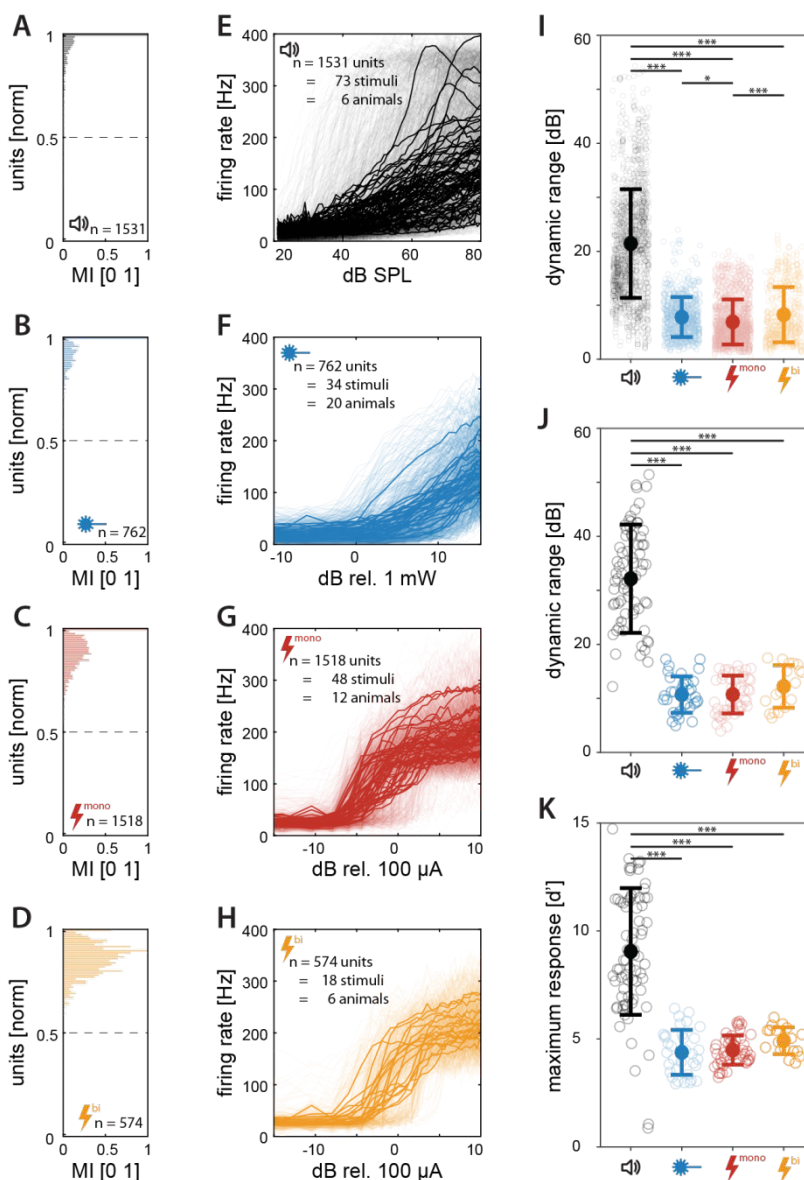 A
units [norm]
1
0.5
0
n = 1531
0 0.5 1
MI [0 1]
B
units [norm]
1
0.5
0
n = 762
0 0.5 1
MI [0 1]
C
units [norm]
1
0.5
0
mono
n = 1518
0 0.5 1
MI [0 1]
D
units [norm]
1
0.5
0
bi
n = 574
0 0.5 1
MI [0 1]
E
firing rate [Hz]
400
300
200
100
0
n = 1531 units
= 73 stimuli
= 6 animals
20 40 60 80
dB SPL
F
firing rate [Hz]
400
300
200
100
0
n = 762 units
= 34 stimuli
= 20 animals
-10 0 10
dB rel. 1 mW
G
firing rate [Hz]
400
300
200
100
0
mono
n = 1518 units
= 48 stimuli
= 12 animals
-10 0 10
dB rel. 100 µA
H
firing rate [Hz]
400
300
200
100
0
bi
n = 574 units
= 18 stimuli
= 6 animals
-10 0 10
dB rel. 100 µA
I
dynamic range [dB]
60
40
20
0
***
***
***
*
***
mono
bi
J
dynamic range [dB]
60
40
20
0
***
***
***
mono
bi
K
maximum response [d']
15
10
5
0
***
***
***
mono
bi